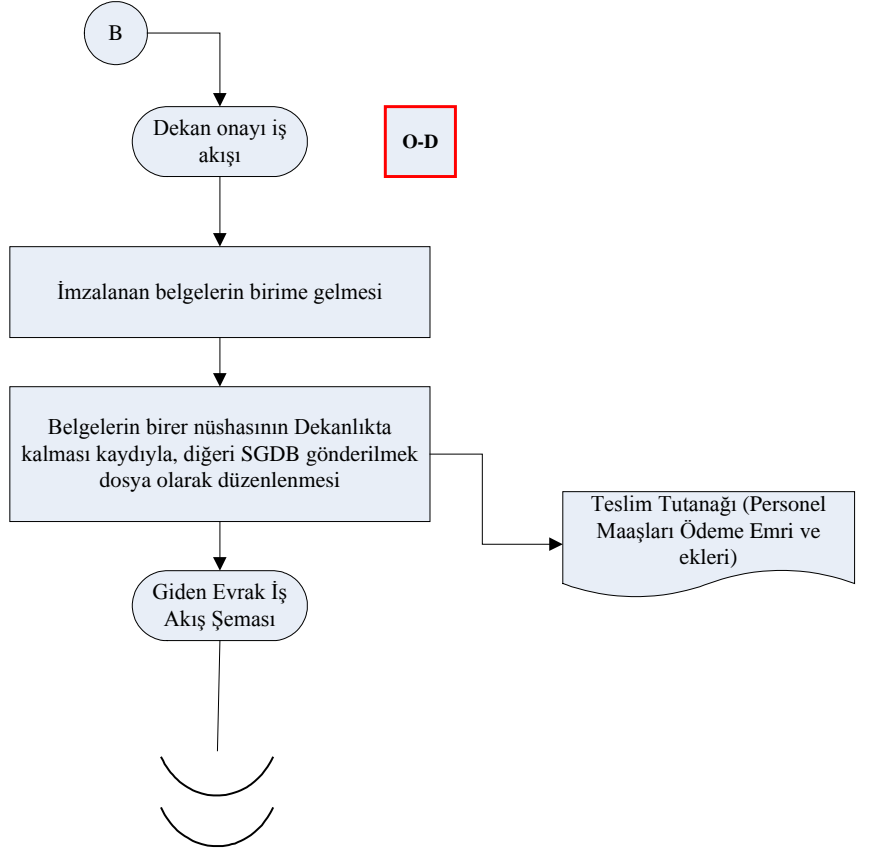 B
Dekan onayı iş
akışı
O-D
İmzalanan belgelerin birime gelmesi
Belgelerin birer nüshasının Dekanlıkta
kalması kaydıyla, diğeri SGDB gönderilmek
dosya olarak düzenlenmesi
Teslim Tutanağı (Personel
Maaşları Ödeme Emri ve
ekleri)
Giden Evrak İş
Akış Şeması